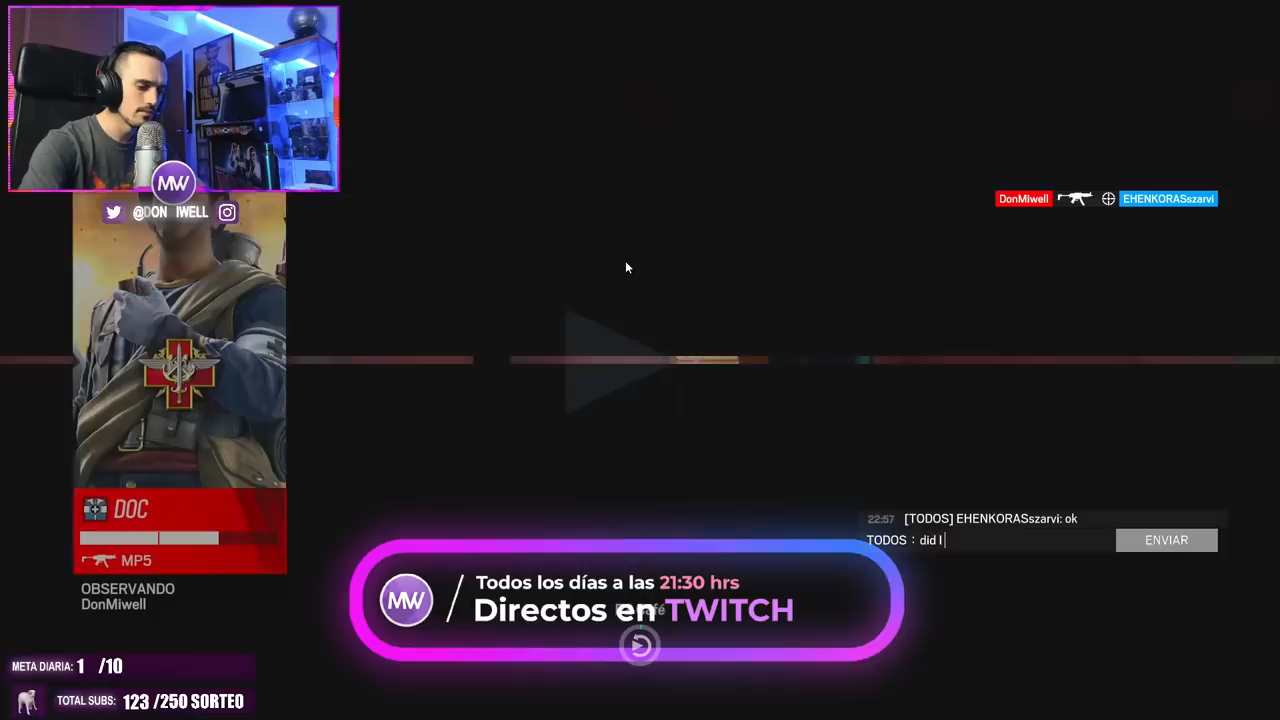 MW
@DON IWELL
DonMiwell EHENKORASszarvi
DOC
MP5
OBSERVANDO
DonMiwell
22:57 [TODOS] EHENKORASszarvi: ok
TODOS : did I
ENVIAR
MW / Todos los días a las 21:30 hrs
Directos en TWITCH
META DIARIA: 1 /10
TOTAL SUBS: 123 /250 SORTEO